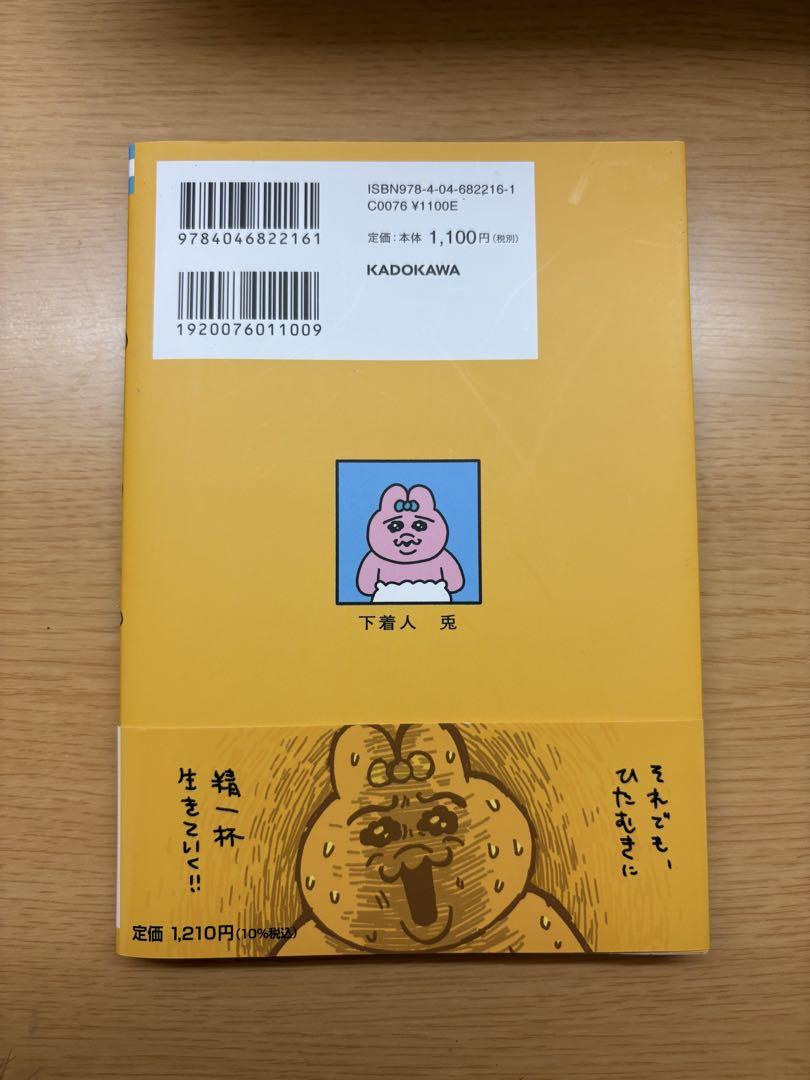 ISBN978-4-04-682216-1
C0076 ¥1100E
9784046822161
定価：本体 1,100円（税別）
KADOKAWA
1920076011009
下着人　兎
それでも、
ひたむきに
精一杯
生きていく!!
定価 1,210円（10%税込）